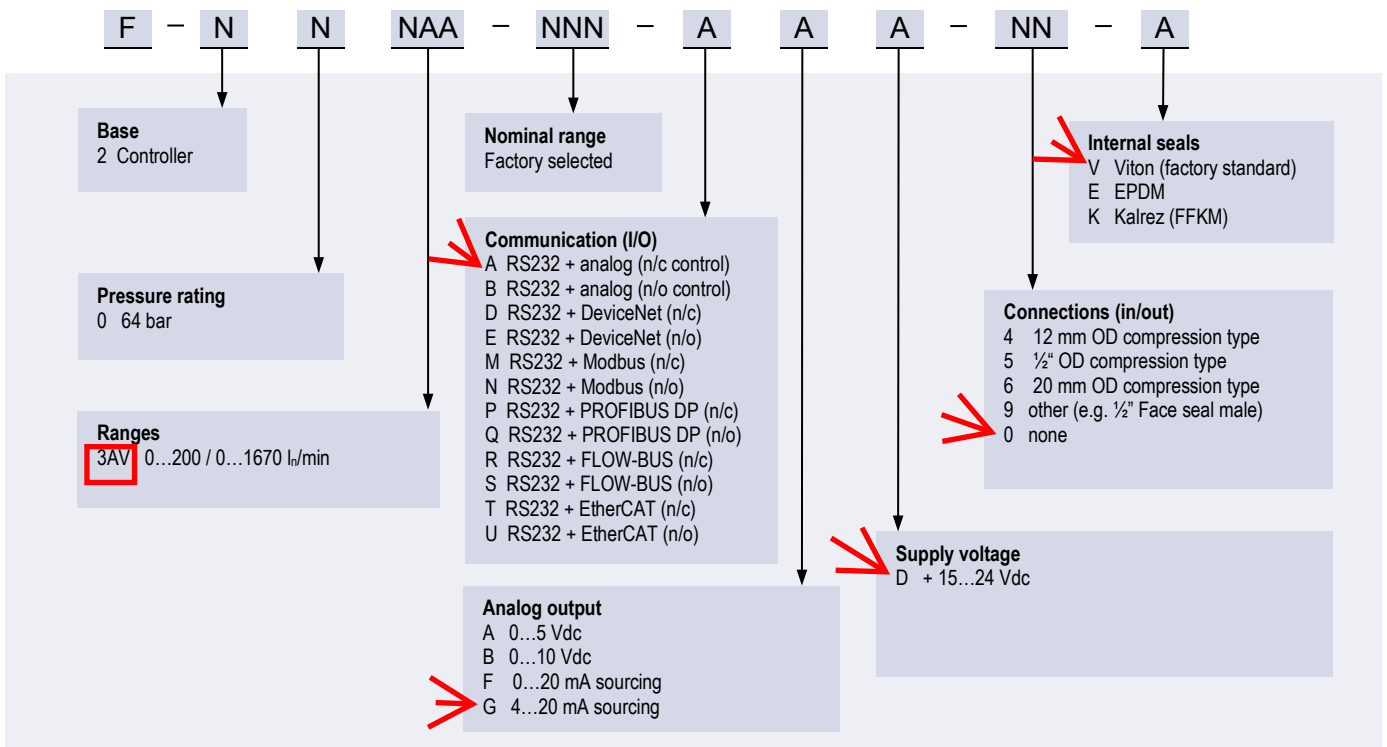 F – N N NAA – NNN – A A A – NN – A
Base
2 Controller
Pressure rating
0 64 bar
Ranges
3AV 0…200 / 0…1670 lₙ/min
Nominal range
Factory selected
Communication (I/O)
A RS232 + analog (n/c control)
B RS232 + analog (n/o control)
D RS232 + DeviceNet (n/c)
E RS232 + DeviceNet (n/o)
M RS232 + Modbus (n/c)
N RS232 + Modbus (n/o)
P RS232 + PROFIBUS DP (n/c)
Q RS232 + PROFIBUS DP (n/o)
R RS232 + FLOW-BUS (n/c)
S RS232 + FLOW-BUS (n/o)
T RS232 + EtherCAT (n/c)
U RS232 + EtherCAT (n/o)
Analog output
A 0…5 Vdc
B 0…10 Vdc
F 0…20 mA sourcing
G 4…20 mA sourcing
Supply voltage
D + 15…24 Vdc
Connections (in/out)
4 12 mm OD compression type
5 ½“ OD compression type
6 20 mm OD compression type
9 other (e.g. ½” Face seal male)
0 none
Internal seals
V Viton (factory standard)
E EPDM
K Kalrez (FFKM)